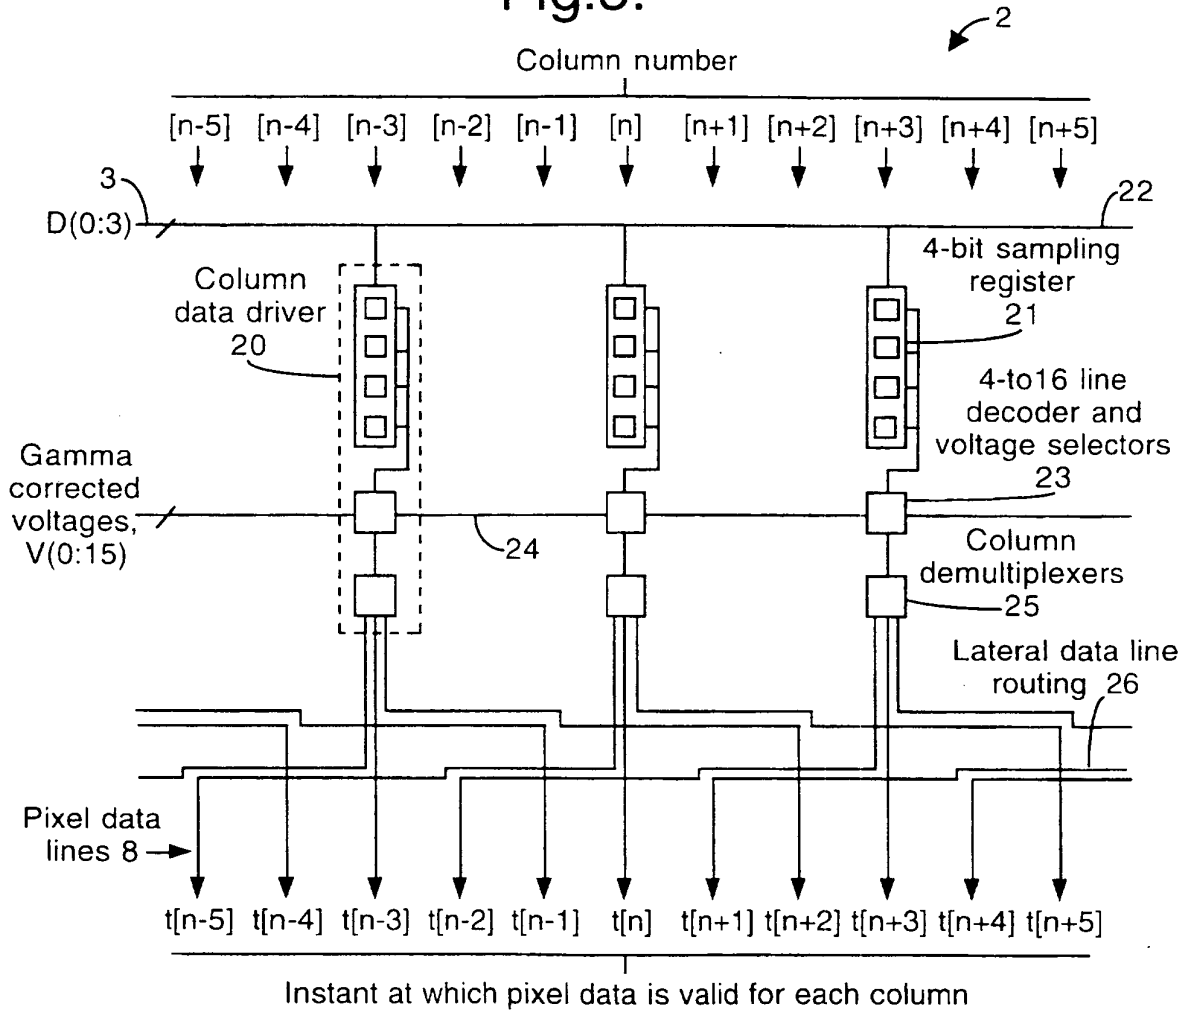 2
Column number
[n-5] [n-4] [n-3] [n-2] [n-1] [n] [n+1] [n+2] [n+3] [n+4] [n+5]
3
D(0:3)
22
Column
data driver
20
4-bit sampling
register
21
4-to16 line
decoder and
voltage selectors
23
Gamma
corrected
voltages,
V(0:15)
24
Column
demultiplexers
25
Lateral data line
routing 26
Pixel data
lines 8
t[n-5] t[n-4] t[n-3] t[n-2] t[n-1] t[n] t[n+1] t[n+2] t[n+3] t[n+4] t[n+5]
Instant at which pixel data is valid for each column